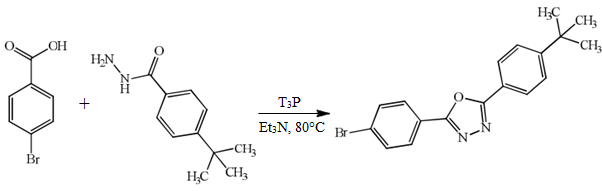 O
OH
Br
+
H₂N
N
H
O
CH₃
CH₃
H₃C
T₃P
Et₃N, 80°C
Br
O
N
N
H₃C
CH₃
CH₃